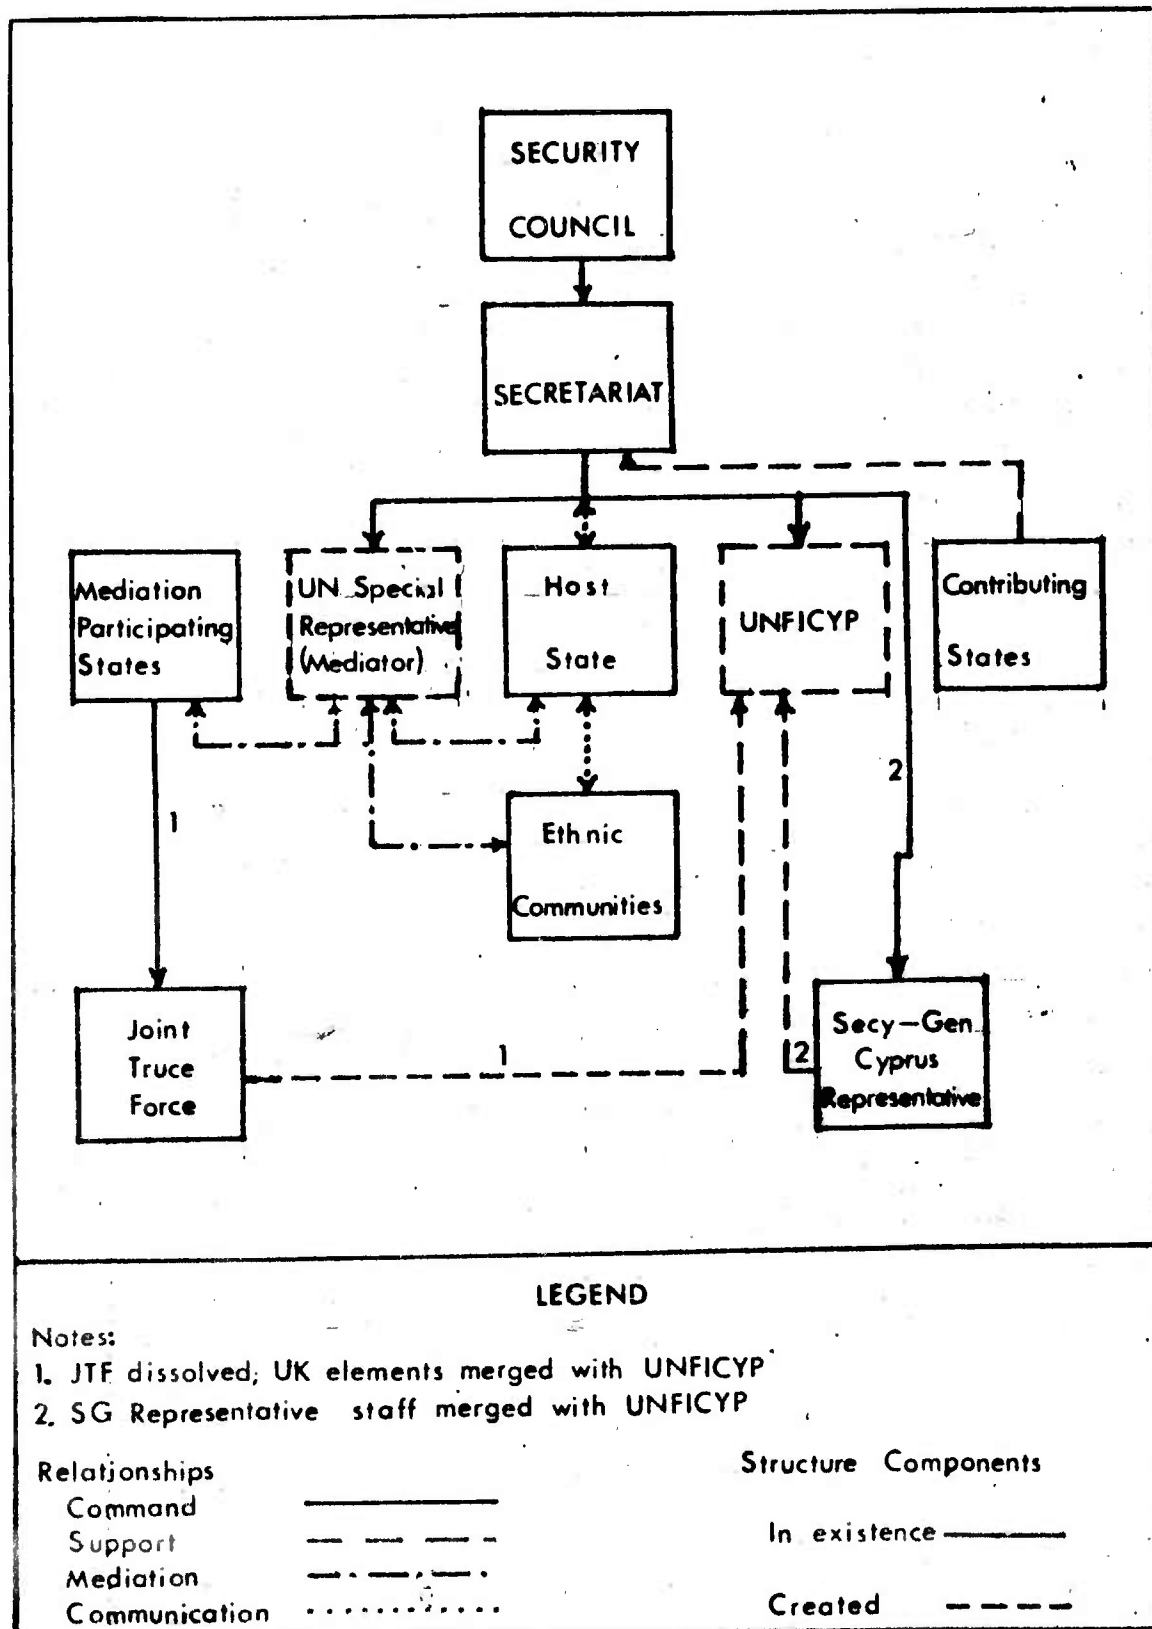 SECURITY
COUNCIL
SECRETARIAT
Mediation
Participating
States
UN Special
Representative
(Mediator)
Host
State
UNFICYP
Contributing
States
2
1
Ethnic
Communities
Joint
Truce
Force
1
2
Secy-Gen
Cyprus
Representative
LEGEND
Notes:
1. JTF dissolved; UK elements merged with UNFICYP
2. SG Representative staff merged with UNFICYP
Relationships
Command
Support
Mediation
Communication
Structure Components
In existence
Created